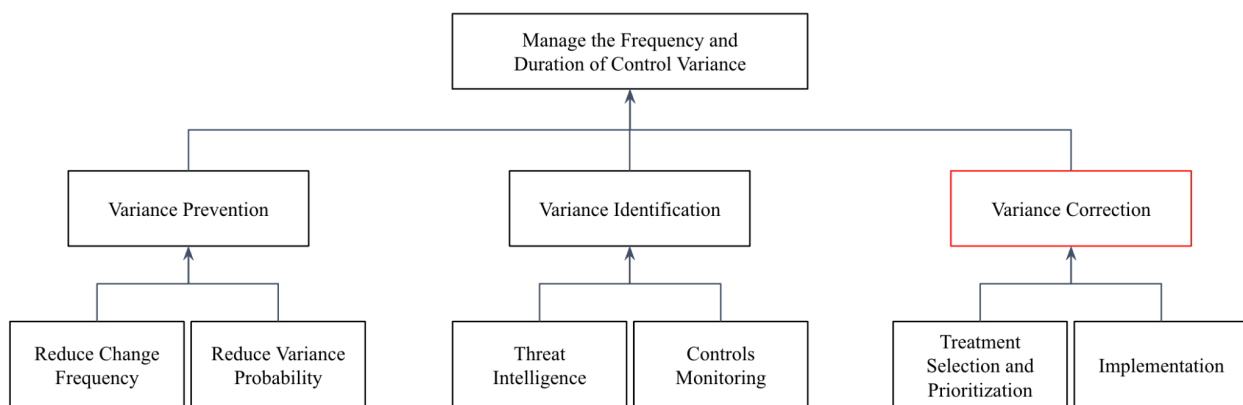 Manage the Frequency and
Duration of Control Variance
Variance Prevention
Variance Identification
Variance Correction
Reduce Change
Frequency
Reduce Variance
Probability
Threat
Intelligence
Controls
Monitoring
Treatment
Selection and
Prioritization
Implementation